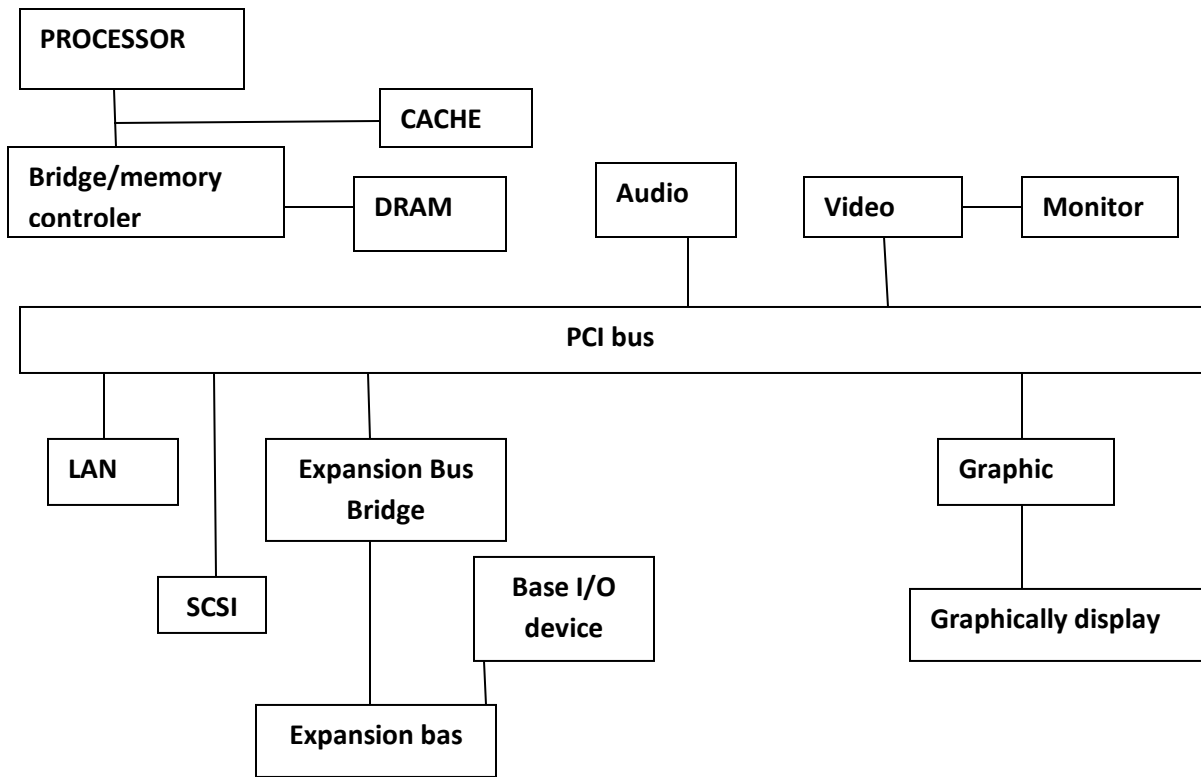 PROCESSOR
CACHE
Bridge/memory
controler
DRAM
Audio
Video
Monitor
PCI bus
LAN
Expansion Bus
Bridge
Graphic
SCSI
Base I/O
device
Graphically display
Expansion bas